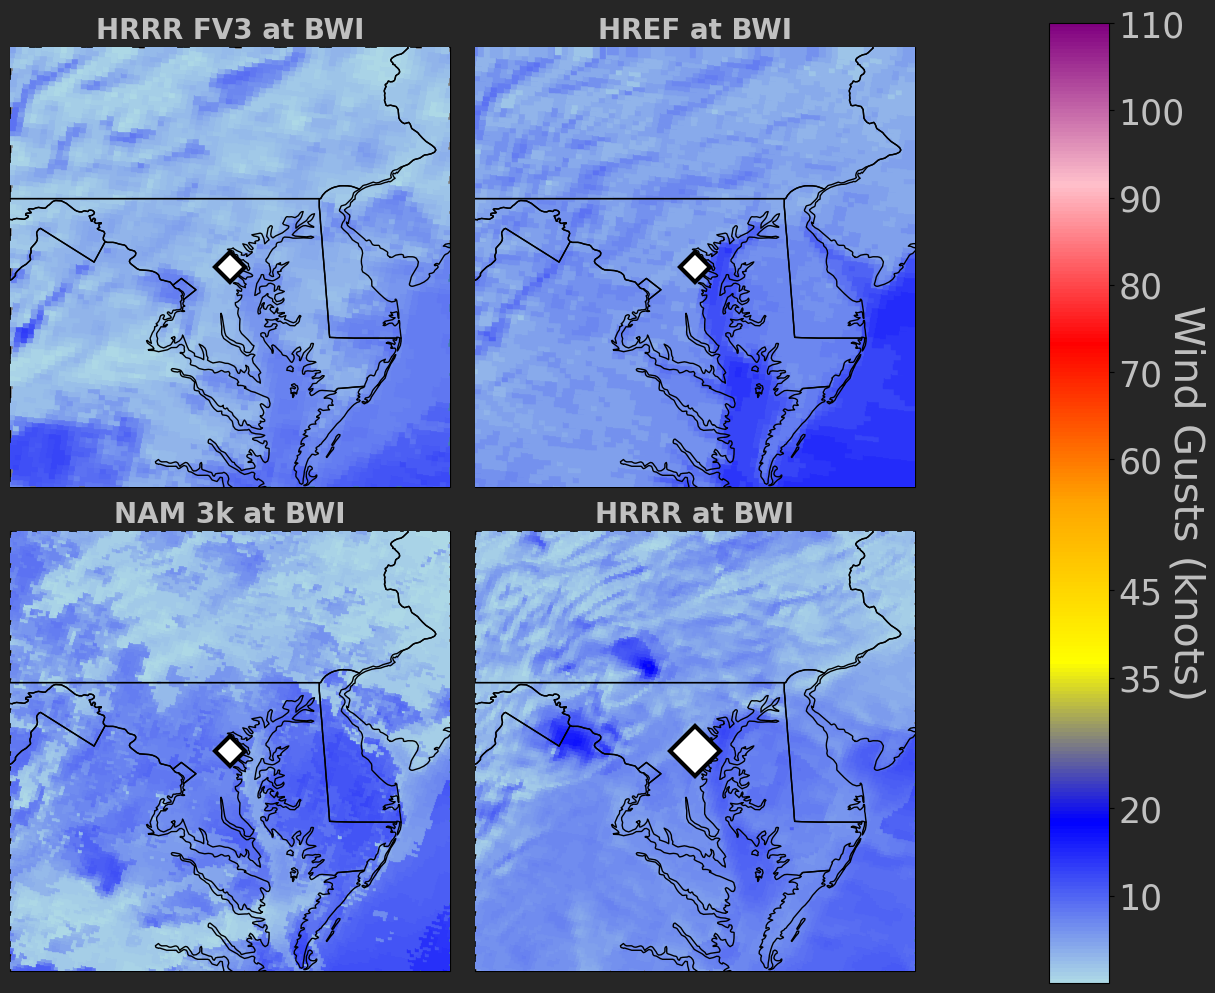 HRRR FV3 at BWI
HREF at BWI
NAM 3k at BWI
HRRR at BWI
110
100
90
80
70
60
45
35
20
10
Wind Gusts (knots)